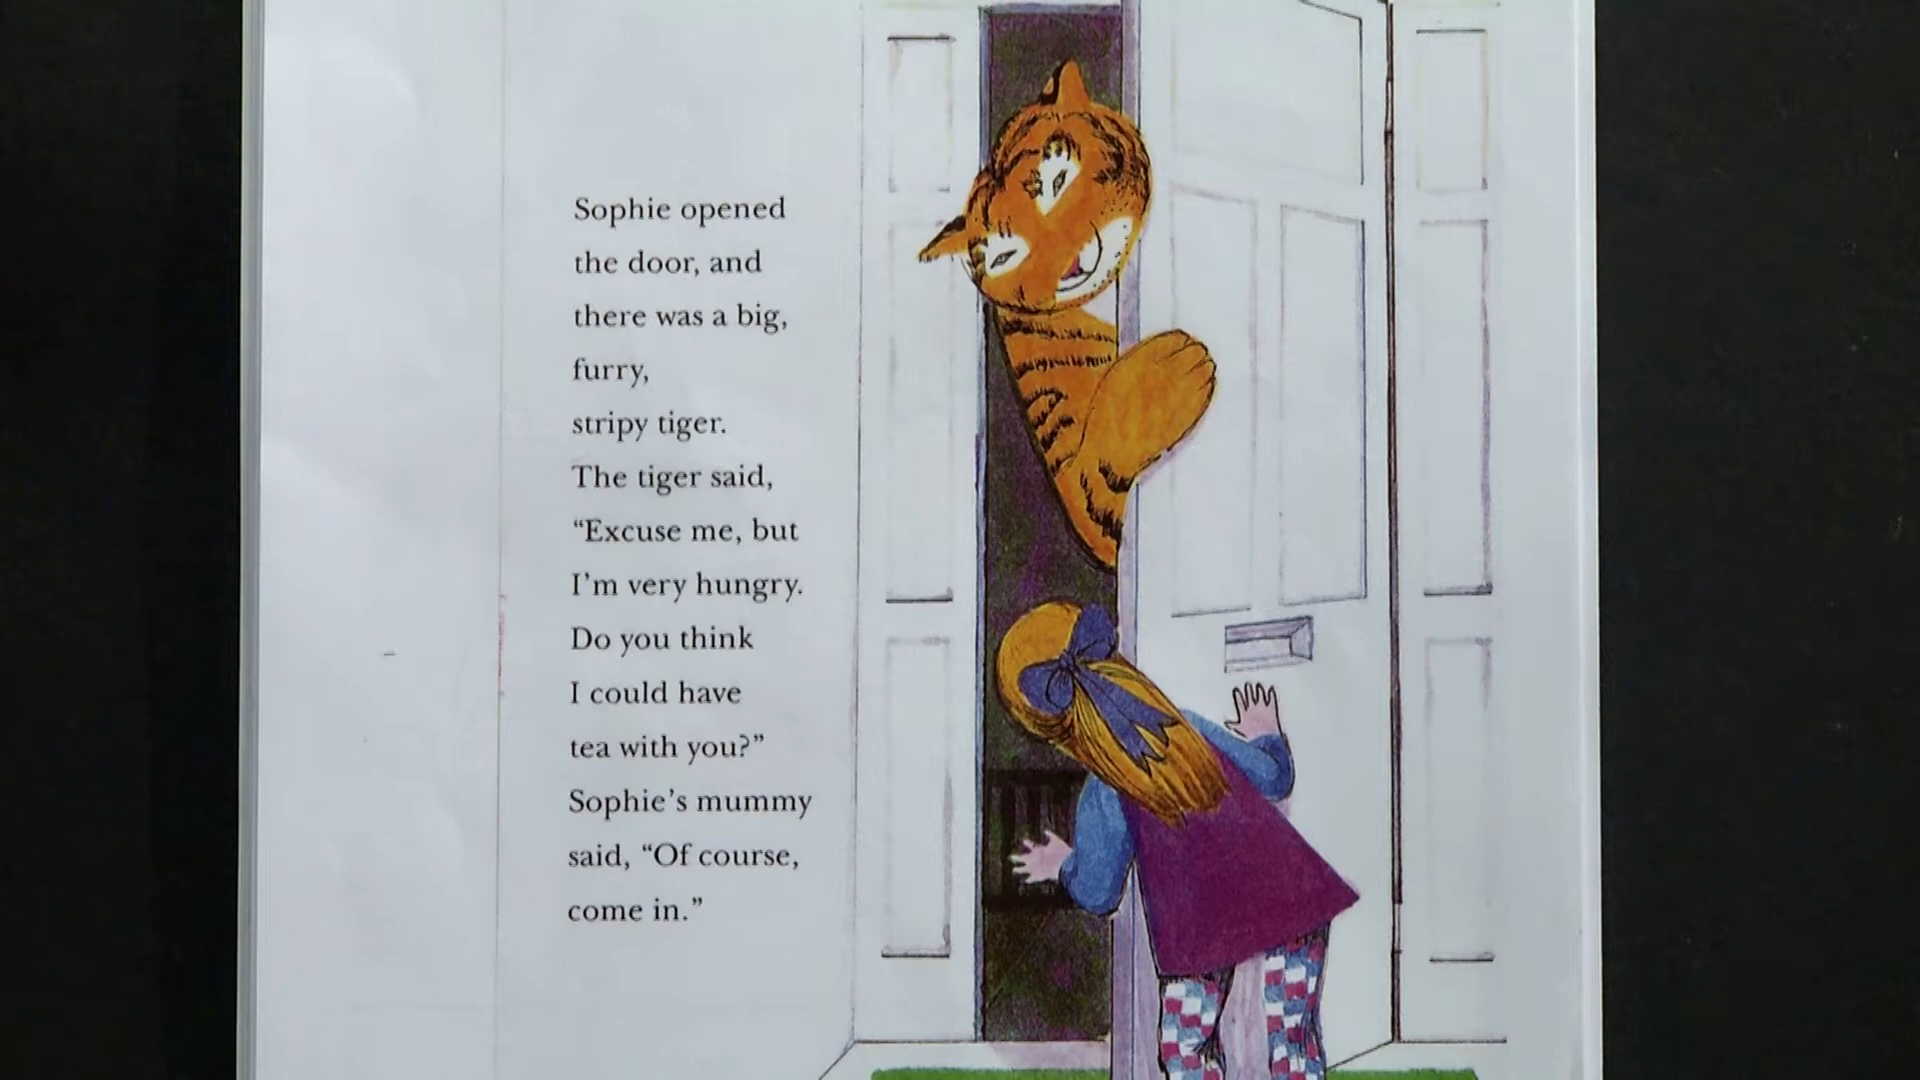 Sophie opened
the door, and
there was a big,
furry,
stripy tiger.
The tiger said,
“Excuse me, but
I’m very hungry.
Do you think
I could have
tea with you?”
Sophie’s mummy
said, “Of course,
come in.”